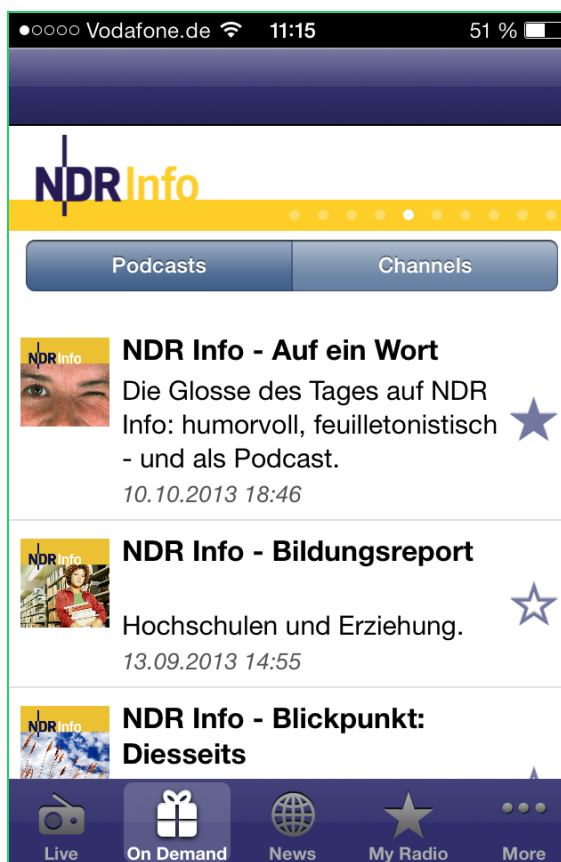 Vodafone.de 11:15 51 %
NDR Info
Podcasts Channels
NDR Info
NDR Info - Auf ein Wort
Die Glosse des Tages auf NDR
Info: humorvoll, feuilletonistisch
- und als Podcast.
10.10.2013 18:46
NDR Info
NDR Info - Bildungsreport
Hochschulen und Erziehung.
13.09.2013 14:55
NDR Info
NDR Info - Blickpunkt:
Diesseits
Live On Demand News My Radio More